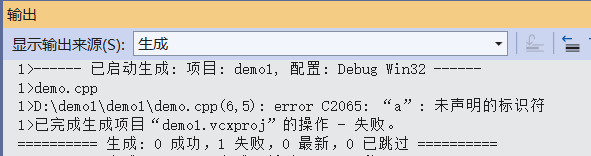 输出
显示输出来源(S): 生成
1>------ 已启动生成: 项目: demo1, 配置: Debug Win32 ------
1>demo.cpp
1>D:\demo1\demo1\demo.cpp(6,5): error C2065: “a”: 未声明的标识符
1>已完成生成项目“demo1.vcxproj”的操作 - 失败。
========== 生成: 0 成功，1 失败，0 最新，0 已跳过 ==========